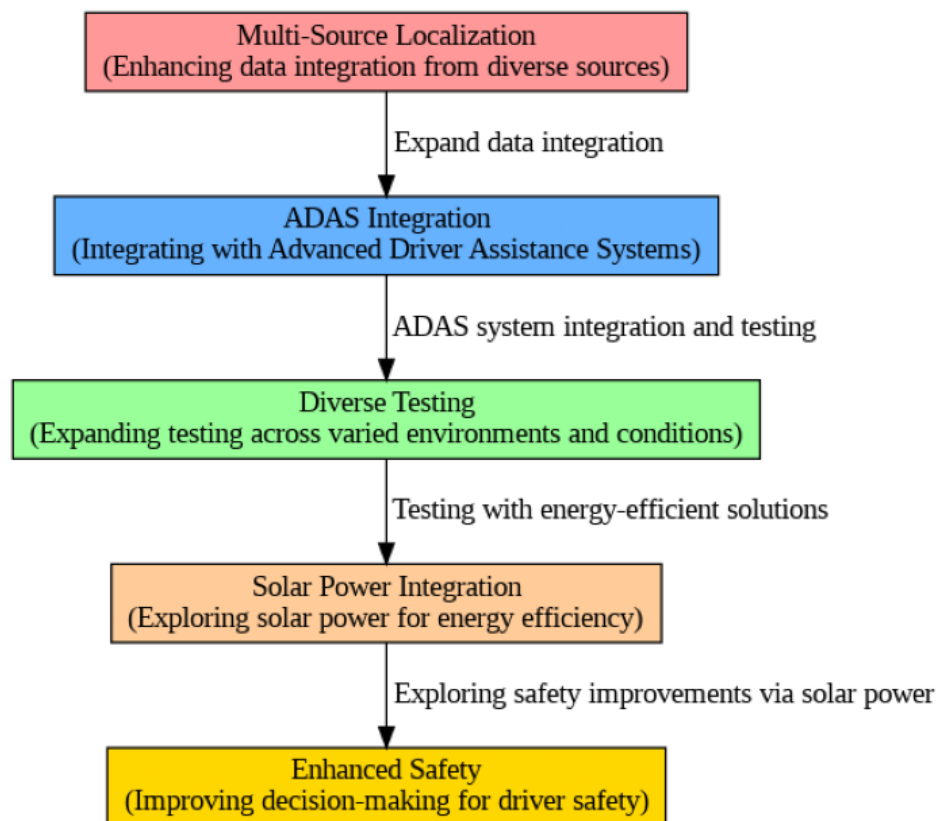 Multi-Source Localization
(Enhancing data integration from diverse sources)
Expand data integration
ADAS Integration
(Integrating with Advanced Driver Assistance Systems)
ADAS system integration and testing
Diverse Testing
(Expanding testing across varied environments and conditions)
Testing with energy-efficient solutions
Solar Power Integration
(Exploring solar power for energy efficiency)
Exploring safety improvements via solar power
Enhanced Safety
(Improving decision-making for driver safety)